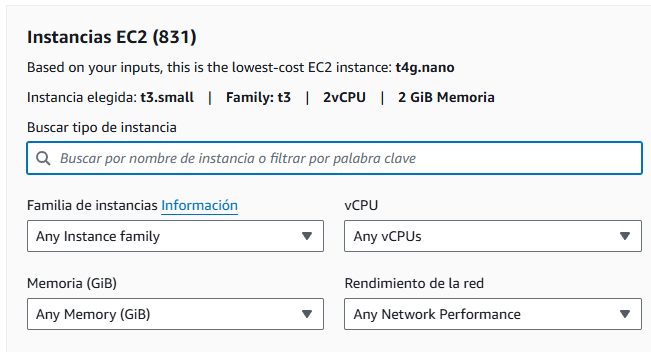 Instancias EC2 (831)
Based on your inputs, this is the lowest-cost EC2 instance: t4g.nano
Instancia elegida: t3.small | Family: t3 | 2vCPU | 2 GiB Memoria
Buscar tipo de instancia
Buscar por nombre de instancia o filtrar por palabra clave
Familia de instancias Información
Any Instance family
vCPU
Any vCPUs
Memoria (GiB)
Any Memory (GiB)
Rendimiento de la red
Any Network Performance